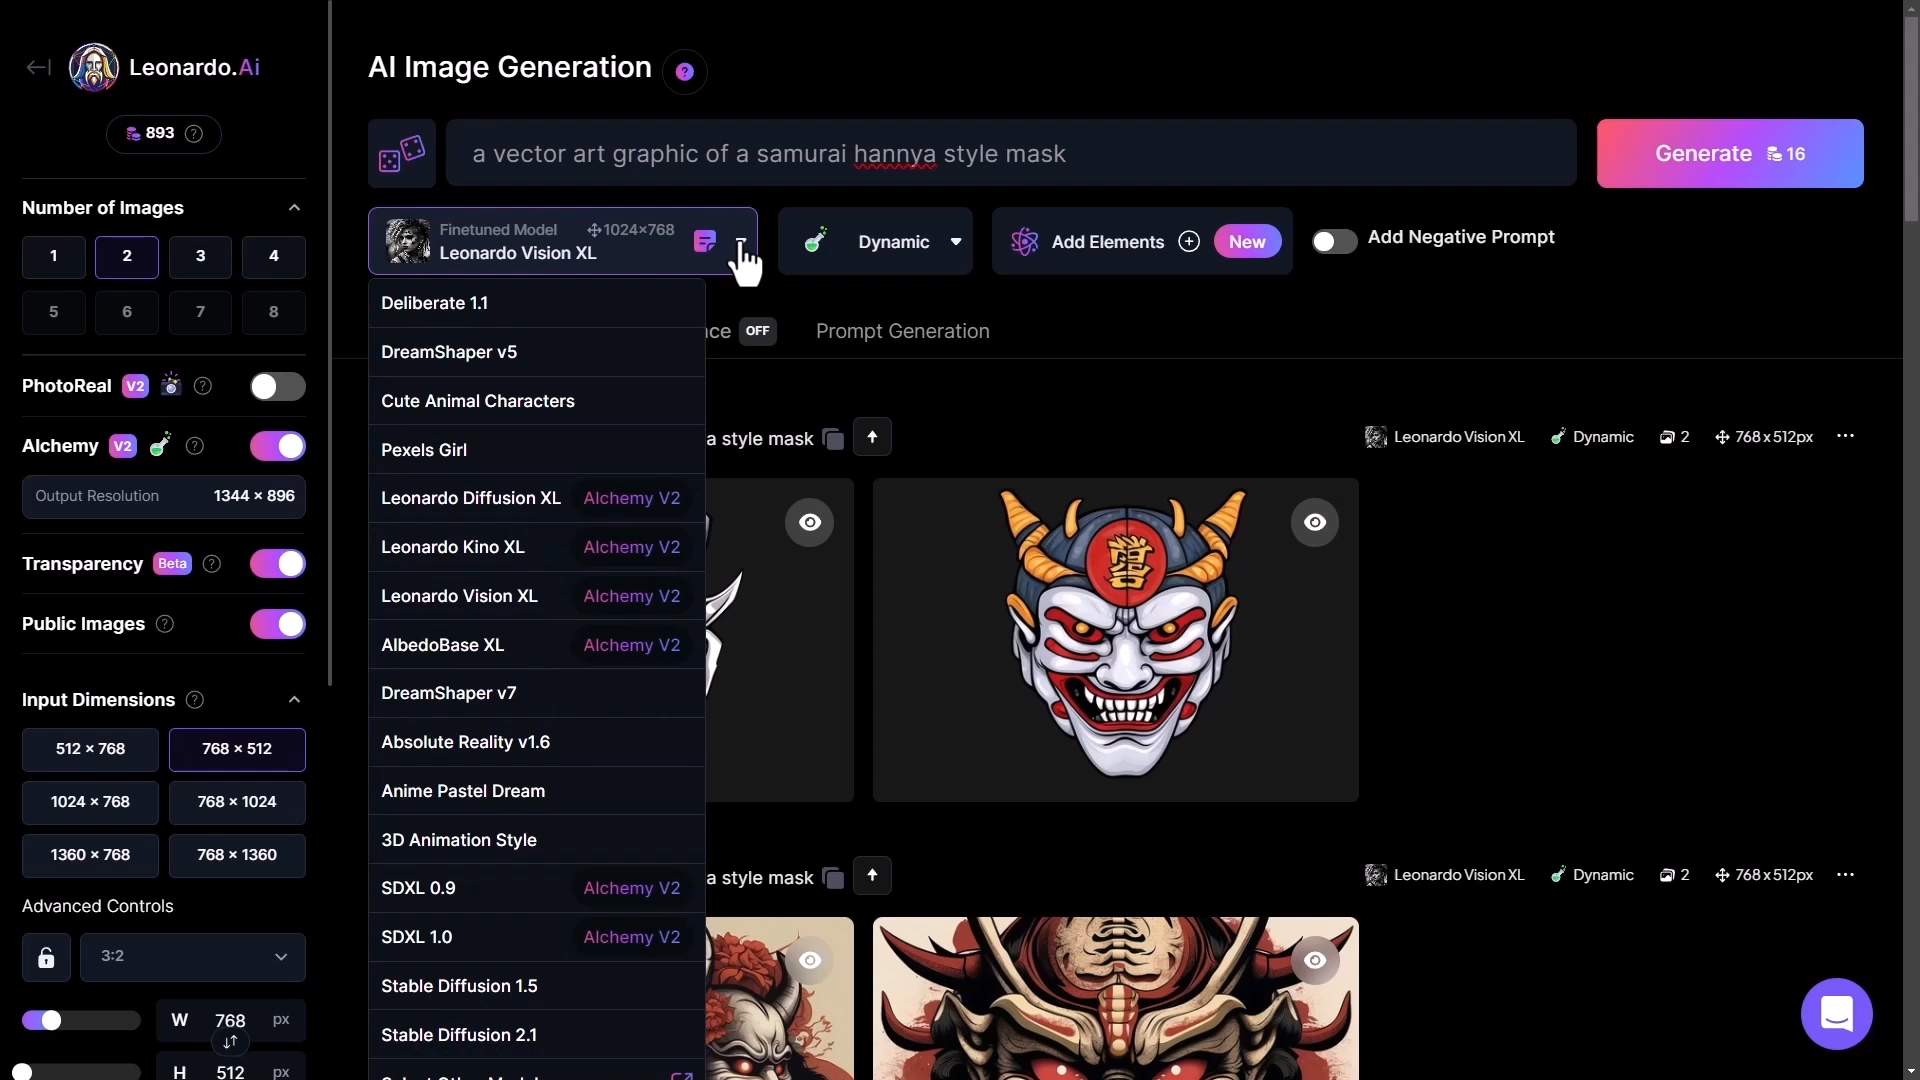 Leonardo.Ai
893
Number of Images
1 2 3 4
5 6 7 8
PhotoReal V2
Alchemy V2
Output Resolution 1344 × 896
Transparency Beta
Public Images
Input Dimensions
512 × 768 768 × 512
1024 × 768 768 × 1024
1360 × 768 768 × 1360
Advanced Controls
3:2
W 768 px
H 512 px
AI Image Generation
a vector art graphic of a samurai hannya style mask
Generate 16
Finetuned Model 1024×768
Leonardo Vision XL
Dynamic
Add Elements New
Add Negative Prompt
OFF Prompt Generation
Deliberate 1.1
DreamShaper v5
Cute Animal Characters
Pexels Girl
Leonardo Diffusion XL Alchemy V2
Leonardo Kino XL Alchemy V2
Leonardo Vision XL Alchemy V2
AlbedoBase XL Alchemy V2
DreamShaper v7
Absolute Reality v1.6
Anime Pastel Dream
3D Animation Style
SDXL 0.9 Alchemy V2
SDXL 1.0 Alchemy V2
Stable Diffusion 1.5
Stable Diffusion 2.1
a style mask
Leonardo Vision XL Dynamic 2 768 x 512px
a style mask
Leonardo Vision XL Dynamic 2 768 x 512px